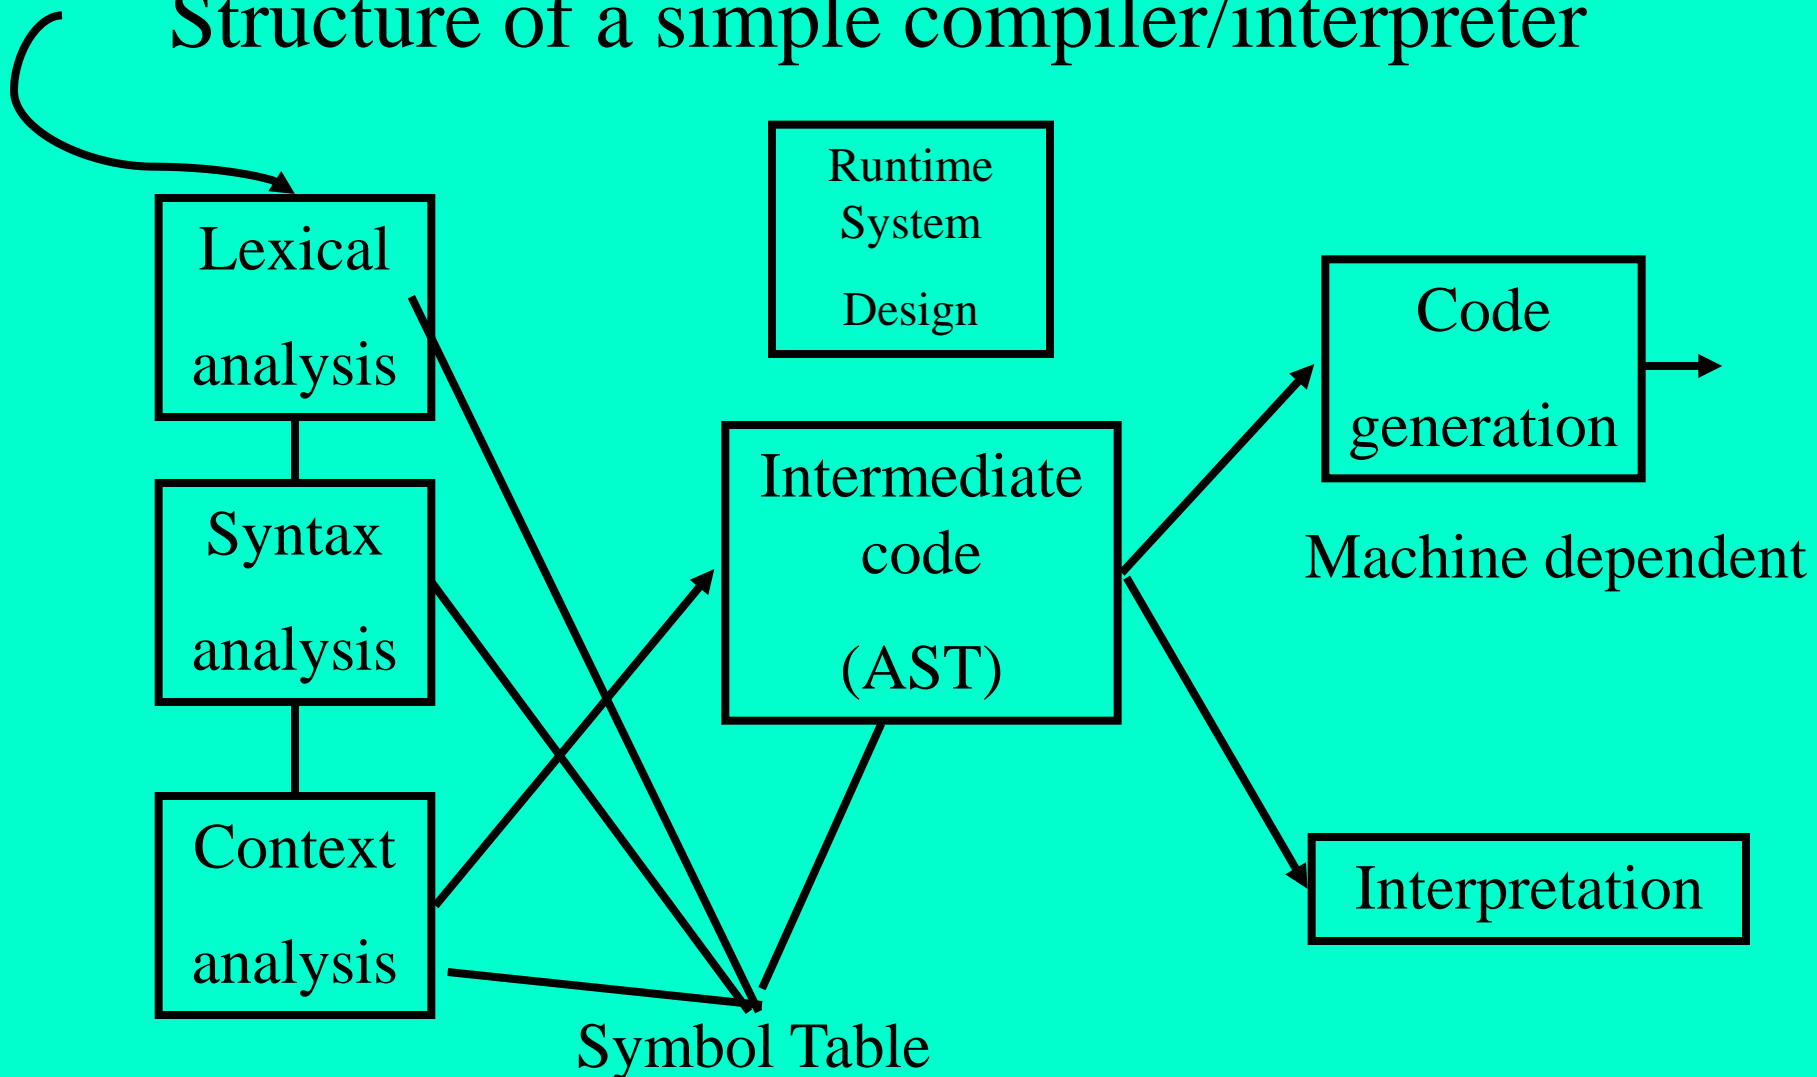 Structure of a simple compiler/interpreter
Runtime
System
Design
Lexical
analysis
Code
generation
Intermediate
code
(AST)
Syntax
analysis
Machine dependent
Context
analysis
Interpretation
Symbol Table